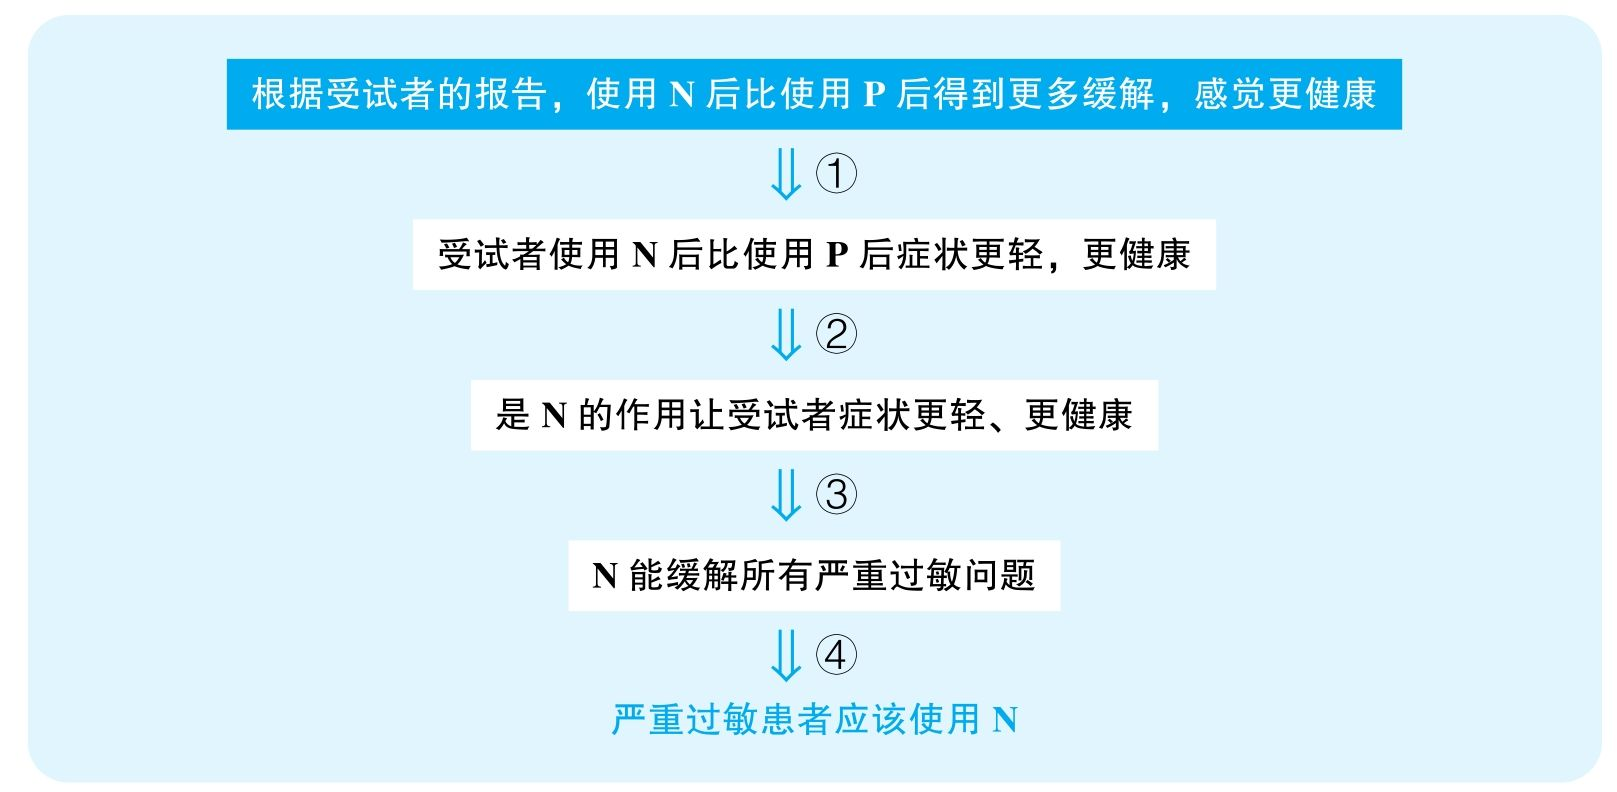 根据受试者的报告，使用 N 后比使用 P 后得到更多缓解，感觉更健康
①
受试者使用 N 后比使用 P 后症状更轻，更健康
②
是 N 的作用让受试者症状更轻、更健康
③
N 能缓解所有严重过敏问题
④
严重过敏患者应该使用 N